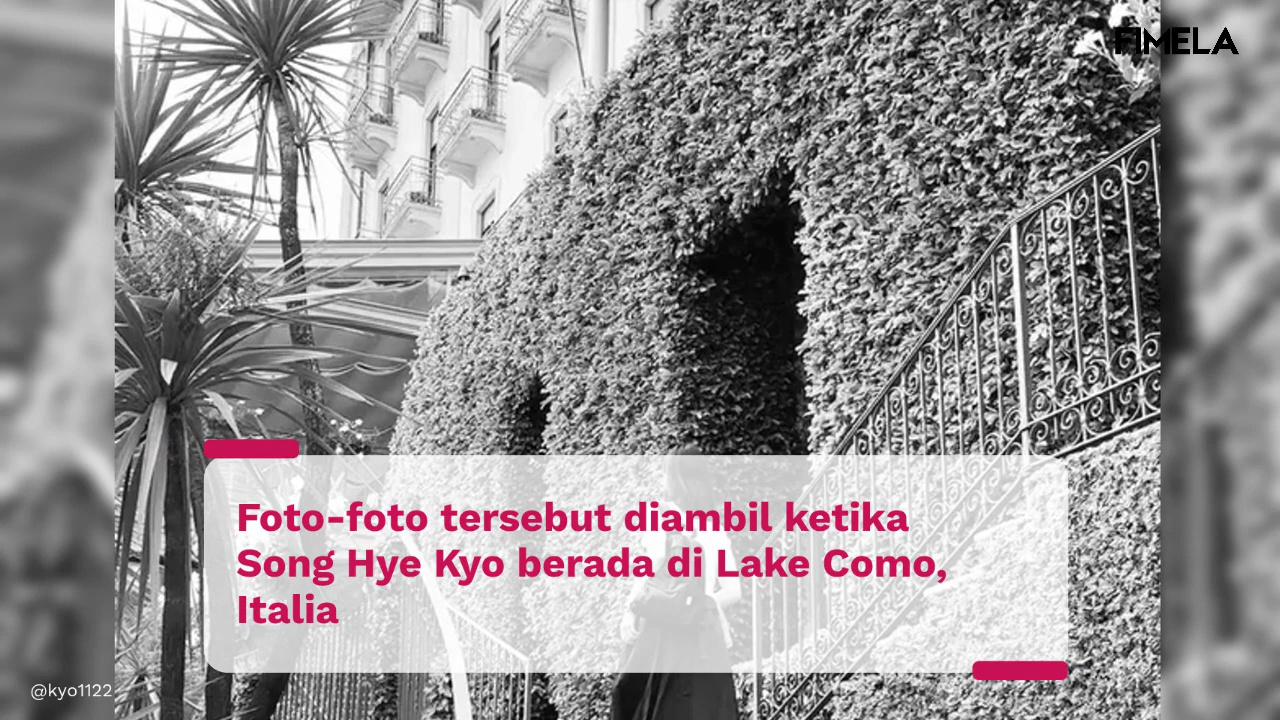 FIMELA
Foto-foto tersebut diambil ketika
Song Hye Kyo berada di Lake Como,
Italia
@kyo1122